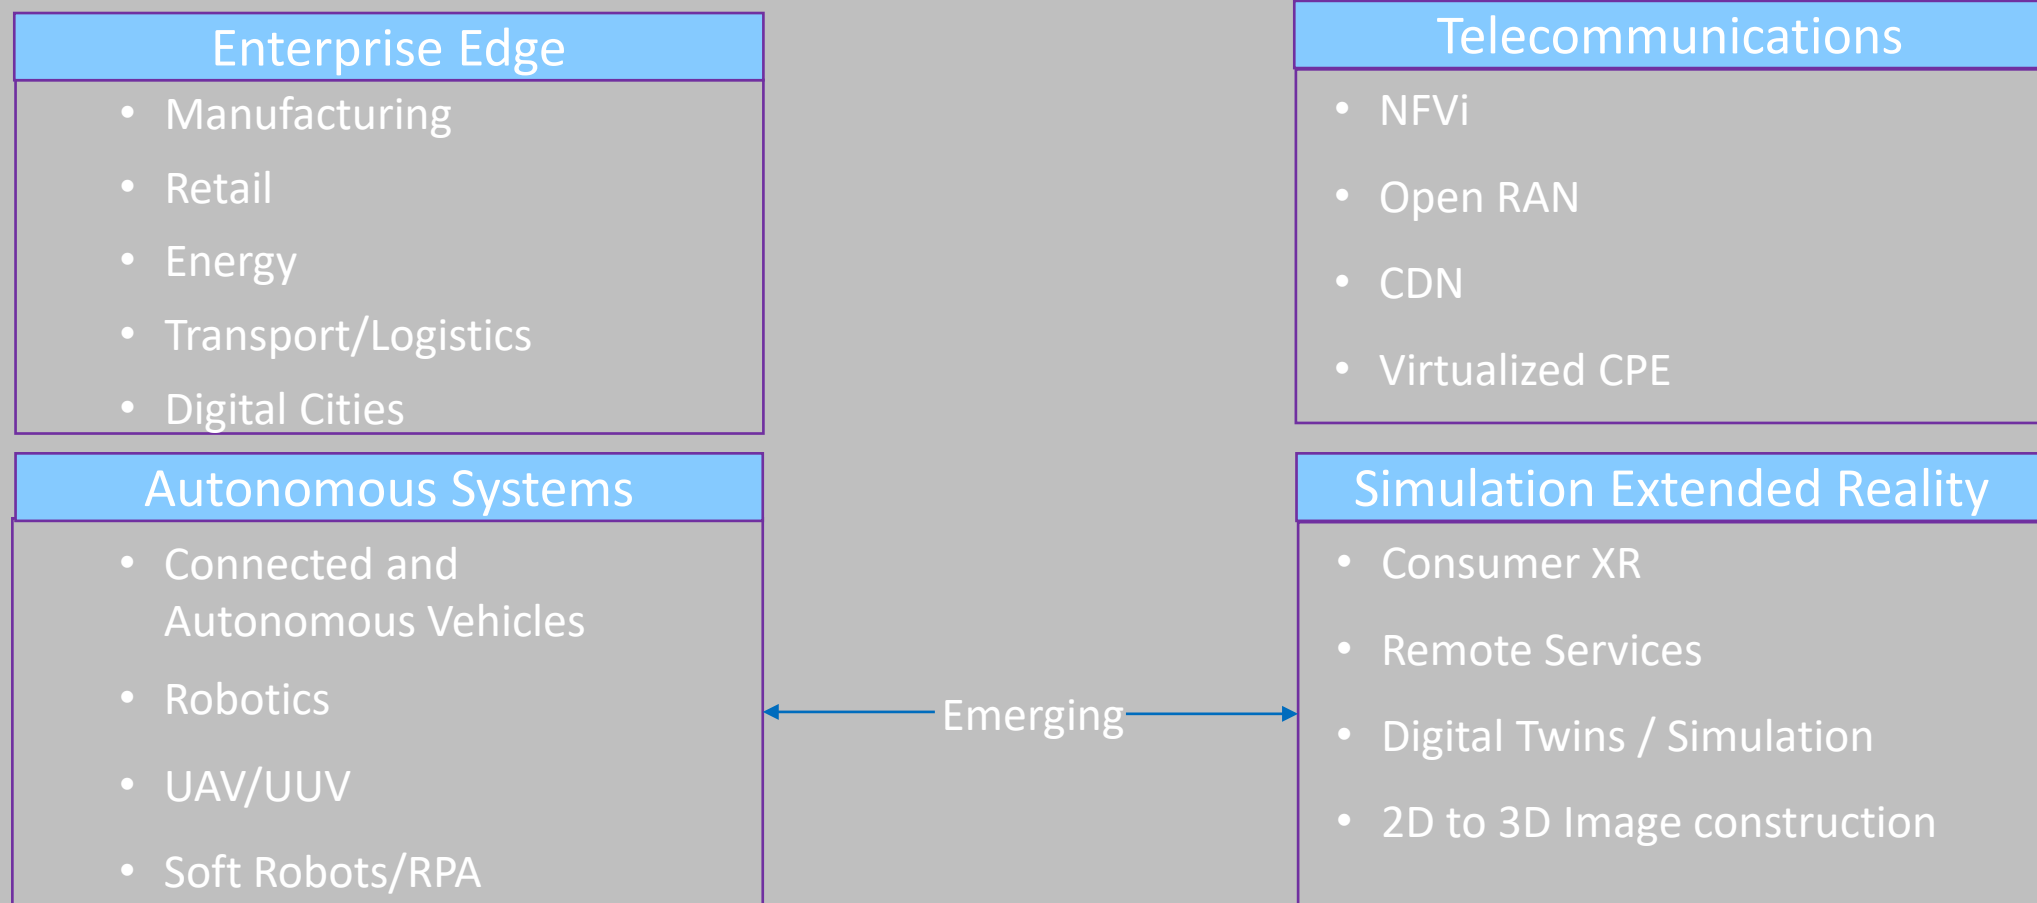 Enterprise Edge
• Manufacturing
• Retail
• Energy
• Transport/Logistics
• Digital Cities
Telecommunications
• NFVi
• Open RAN
• CDN
• Virtualized CPE
Autonomous Systems
• Connected and
Autonomous Vehicles
• Robotics
• UAV/UUV
• Soft Robots/RPA
Emerging
Simulation Extended Reality
• Consumer XR
• Remote Services
• Digital Twins / Simulation
• 2D to 3D Image construction